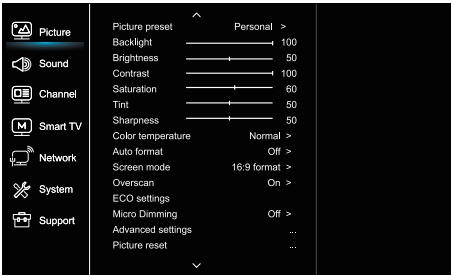 Picture
Sound
Channel
M Smart TV
Network
System
Support
Picture preset Personal >
Backlight 100
Brightness 50
Contrast 100
Saturation 60
Tint 50
Sharpness 50
Color temperature Normal >
Auto format Off >
Screen mode 16:9 format >
Overscan On >
ECO settings
Micro Dimming Off >
Advanced settings ...
Picture reset ...